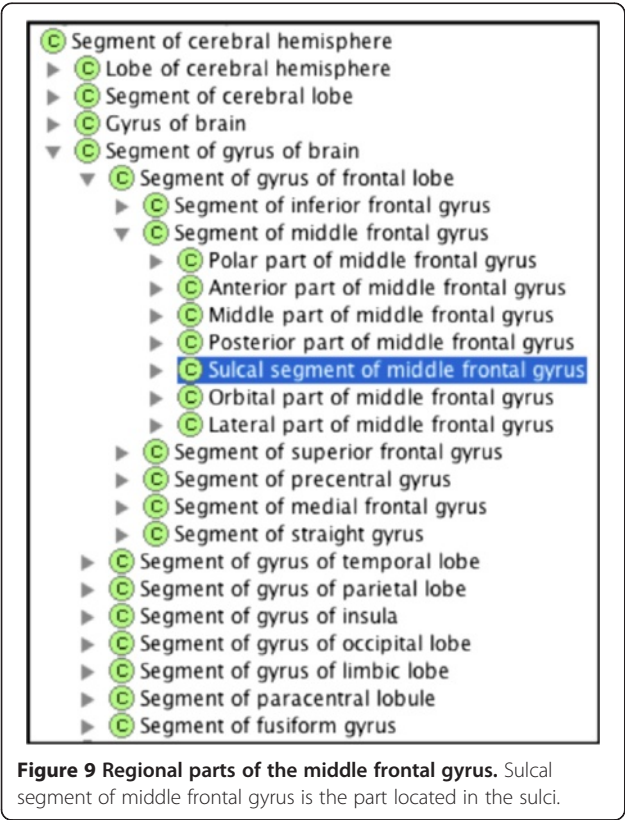 Segment of cerebral hemisphere
Lobe of cerebral hemisphere
Segment of cerebral lobe
Gyrus of brain
Segment of gyrus of brain
Segment of gyrus of frontal lobe
Segment of inferior frontal gyrus
Segment of middle frontal gyrus
Polar part of middle frontal gyrus
Anterior part of middle frontal gyrus
Middle part of middle frontal gyrus
Posterior part of middle frontal gyrus
Sulcal segment of middle frontal gyrus
Orbital part of middle frontal gyrus
Lateral part of middle frontal gyrus
Segment of superior frontal gyrus
Segment of precentral gyrus
Segment of medial frontal gyrus
Segment of straight gyrus
Segment of gyrus of temporal lobe
Segment of gyrus of parietal lobe
Segment of gyrus of insula
Segment of gyrus of occipital lobe
Segment of gyrus of limbic lobe
Segment of paracentral lobule
Segment of fusiform gyrus
Figure 9 Regional parts of the middle frontal gyrus. Sulcal
segment of middle frontal gyrus is the part located in the sulci.